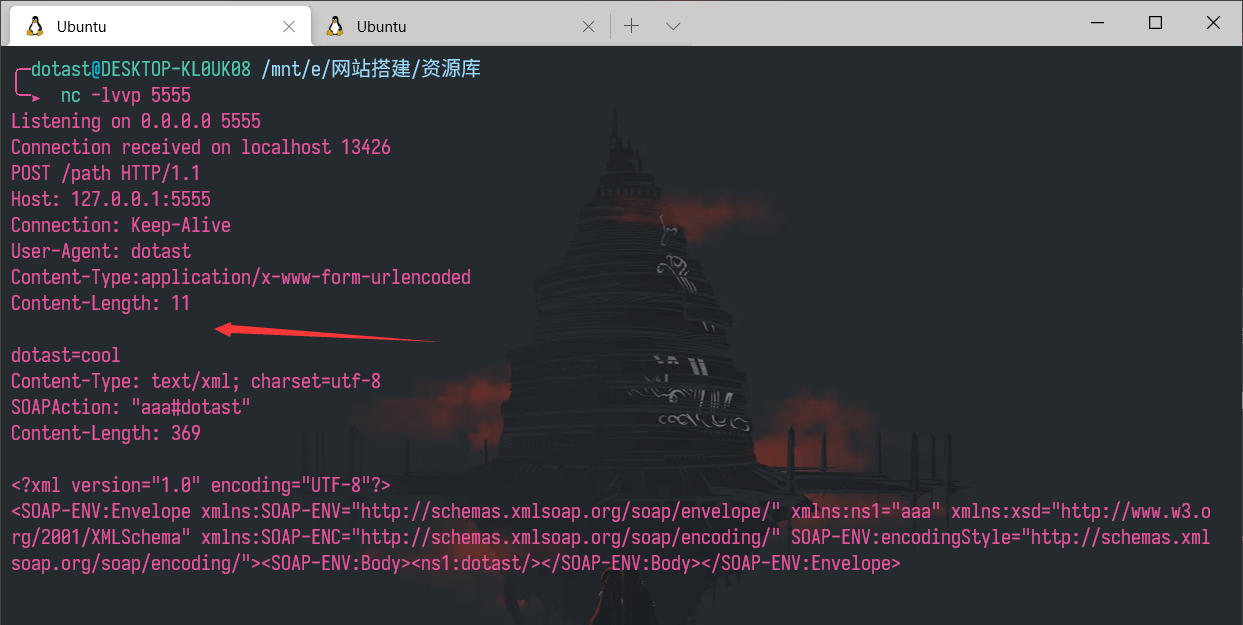 Ubuntu
Ubuntu
dotast@DESKTOP-KL0UK08 /mnt/e/网站搭建/资源库
nc -lvvp 5555
Listening on 0.0.0.0 5555
Connection received on localhost 13426
POST /path HTTP/1.1
Host: 127.0.0.1:5555
Connection: Keep-Alive
User-Agent: dotast
Content-Type:application/x-www-form-urlencoded
Content-Length: 11
dotast=cool
Content-Type: text/xml; charset=utf-8
SOAPAction: "aaa#dotast"
Content-Length: 369
<?xml version="1.0" encoding="UTF-8"?>
<SOAP-ENV:Envelope xmlns:SOAP-ENV="http://schemas.xmlsoap.org/soap/envelope/" xmlns:ns1="aaa" xmlns:xsd="http://www.w3.o
rg/2001/XMLSchema" xmlns:SOAP-ENC="http://schemas.xmlsoap.org/soap/encoding/" SOAP-ENV:encodingStyle="http://schemas.xml
soap.org/soap/encoding/"><SOAP-ENV:Body><ns1:dotast/></SOAP-ENV:Body></SOAP-ENV:Envelope>